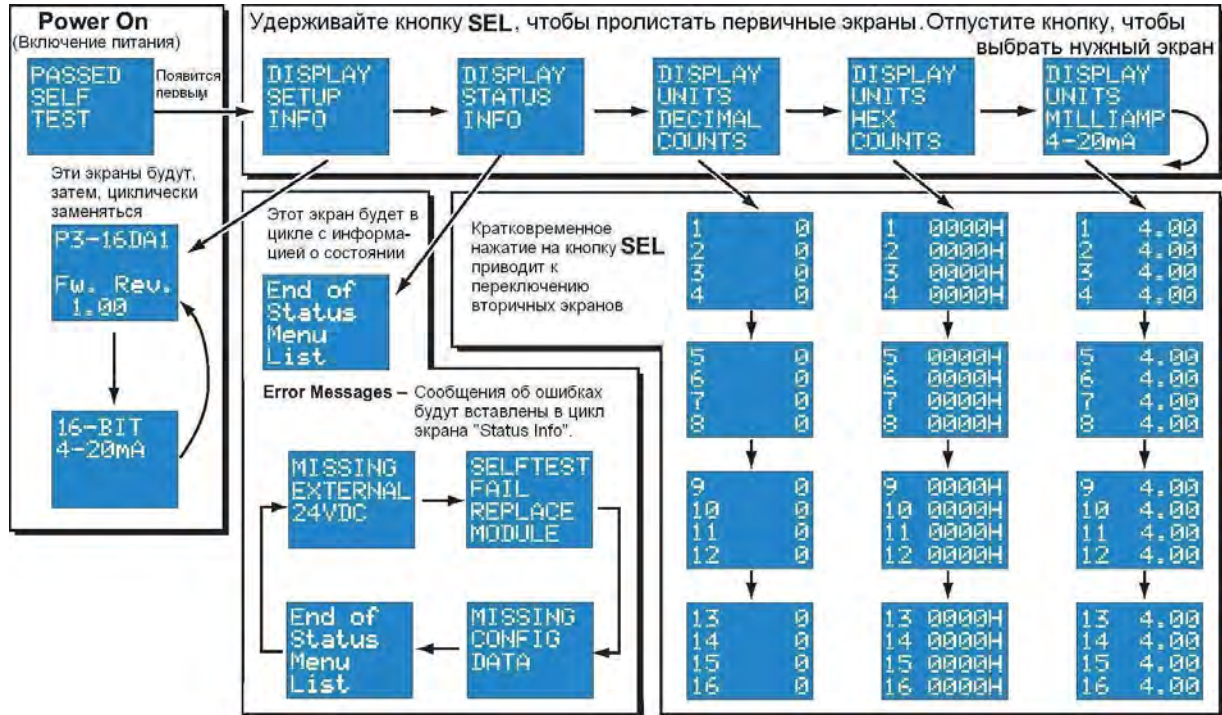 Power On
(Включение питания)
PASSED
SELF
TEST
Появится
первым
Удерживайте кнопку SEL, чтобы пролистать первичные экраны. Отпустите кнопку, чтобы
выбрать нужный экран
DISPLAY
SETUP
INFO
DISPLAY
STATUS
INFO
DISPLAY
UNITS
DECIMAL
COUNTS
DISPLAY
UNITS
HEX
COUNTS
DISPLAY
UNITS
MILLIAMP
4-20mA
Эти экраны будут,
затем, циклически
заменяться
P3-16DA1
Fw. Rev.
1.00
16-BIT
4-20mA
Этот экран будет в
цикле с информа-
цией о состоянии
End of
Status
Menu
List
Error Messages – Сообщения об ошибках
будут вставлены в цикл
экрана "Status Info".
MISSING
EXTERNAL
24VDC
SELFTEST
FAIL
REPLACE
MODULE
End of
Status
Menu
List
MISSING
CONFIG
DATA
Кратковременное
нажатие на кнопку SEL
приводит к
переключению
вторичных экранов
1 0
2 0
3 0
4 0
5 0
6 0
7 0
8 0
9 0
10 0
11 0
12 0
13 0
14 0
15 0
16 0
1 0000H
2 0000H
3 0000H
4 0000H
5 0000H
6 0000H
7 0000H
8 0000H
9 0000H
10 0000H
11 0000H
12 0000H
13 0000H
14 0000H
15 0000H
16 0000H
1 4.00
2 4.00
3 4.00
4 4.00
5 4.00
6 4.00
7 4.00
8 4.00
9 4.00
10 4.00
11 4.00
12 4.00
13 4.00
14 4.00
15 4.00
16 4.00